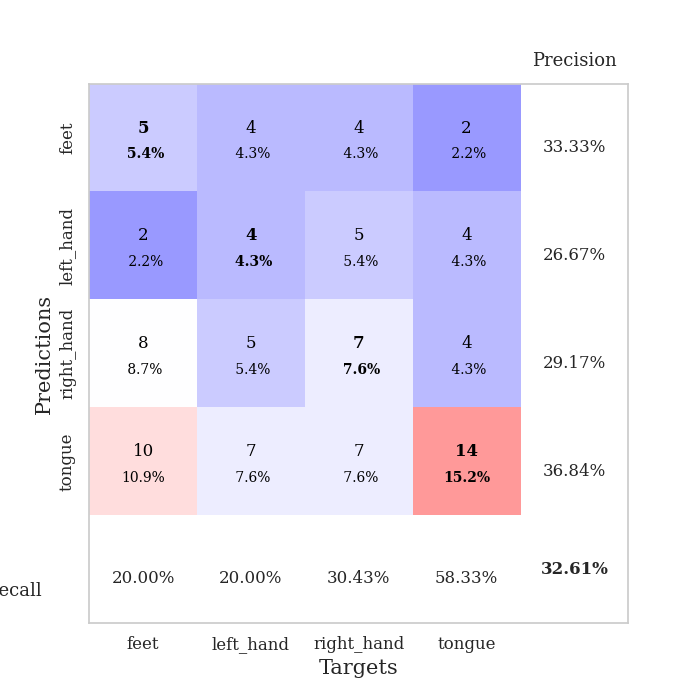 Precision
feet
5 4 4 2
5.4% 4.3% 4.3% 2.2%
33.33%
left_hand
2 4 5 4
2.2% 4.3% 5.4% 4.3%
26.67%
Predictions
right_hand
8 5 7 4
8.7% 5.4% 7.6% 4.3%
29.17%
tongue
10 7 7 14
10.9% 7.6% 7.6% 15.2%
36.84%
ecall
20.00% 20.00% 30.43% 58.33%
32.61%
feet left_hand right_hand tongue
Targets